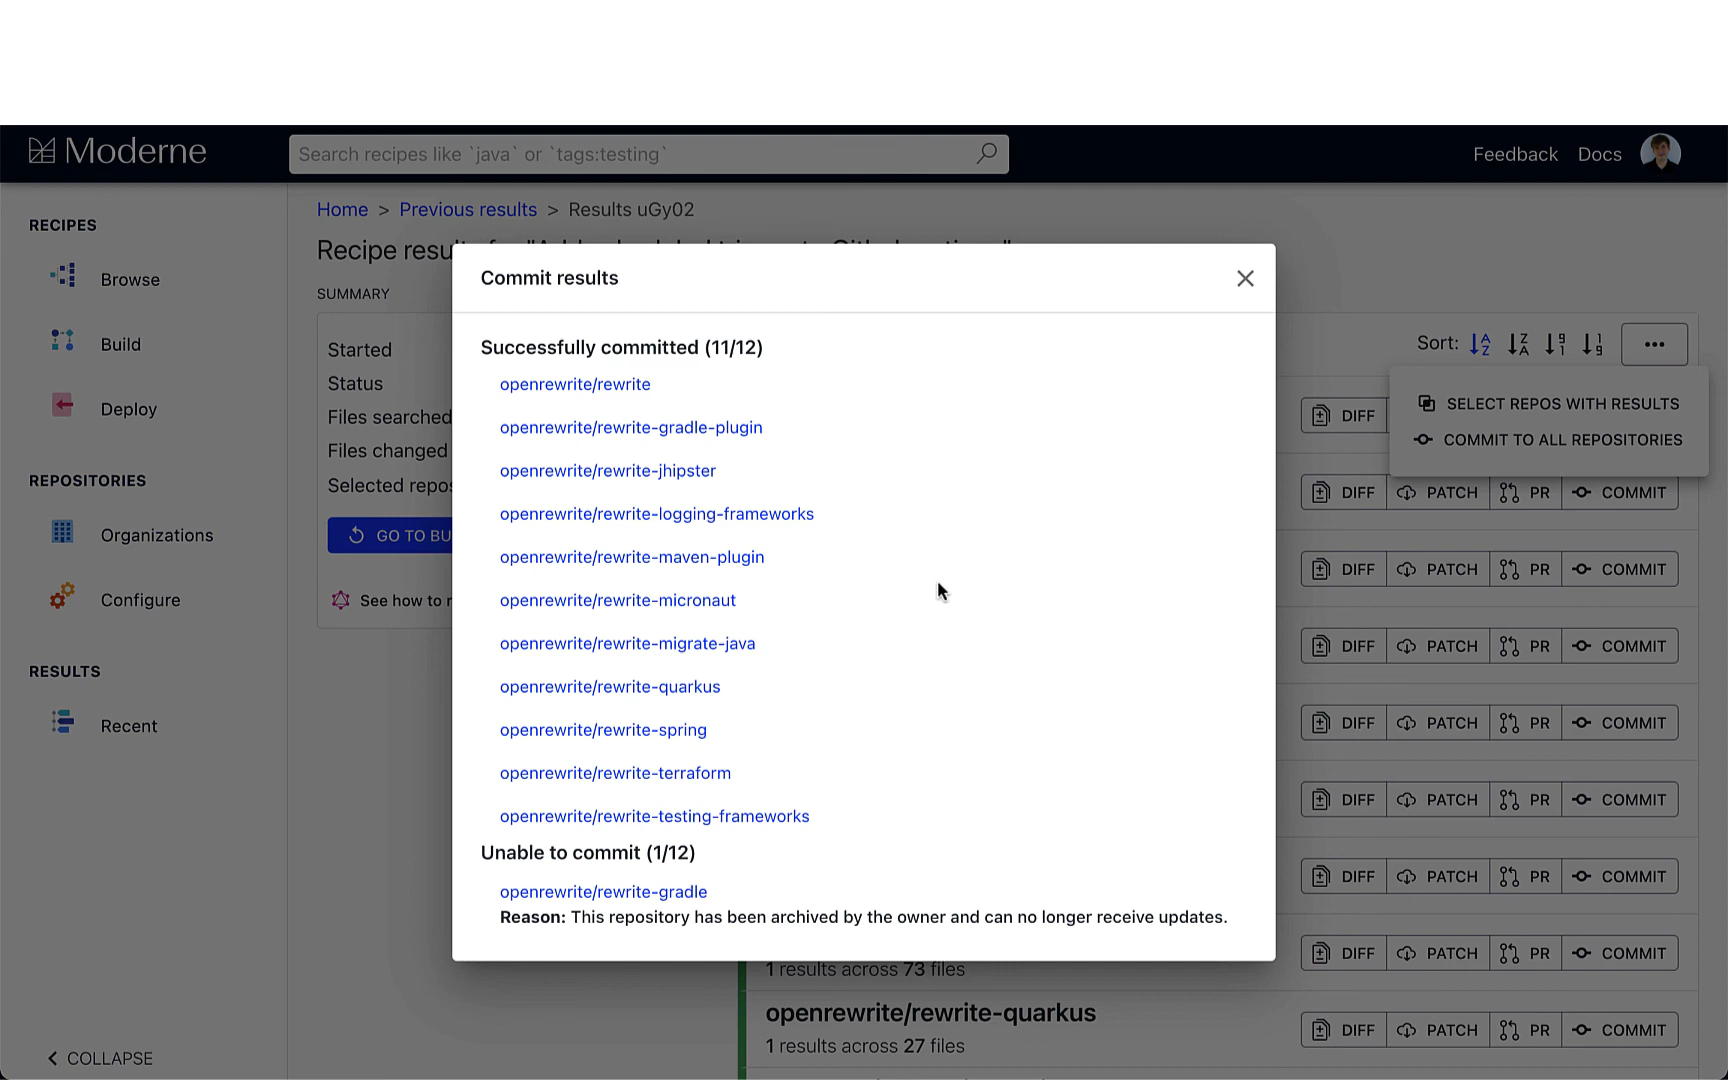 Moderne
Search recipes like `java` or `tags:testing`
Feedback
Docs
RECIPES
Browse
Build
Deploy
REPOSITORIES
Organizations
Configure
RESULTS
Recent
COLLAPSE
Home > Previous results > Results uGy02
Recipe
SUMMARY
Started
Status
Files searched
Files changed
Selected
GO TO
See how to
Commit results
Successfully committed (11/12)
openrewrite/rewrite
openrewrite/rewrite-gradle-plugin
openrewrite/rewrite-jhipster
openrewrite/rewrite-logging-frameworks
openrewrite/rewrite-maven-plugin
openrewrite/rewrite-micronaut
openrewrite/rewrite-migrate-java
openrewrite/rewrite-quarkus
openrewrite/rewrite-spring
openrewrite/rewrite-terraform
openrewrite/rewrite-testing-frameworks
Unable to commit (1/12)
openrewrite/rewrite-gradle
Reason: This repository has been archived by the owner and can no longer receive updates.
Sort:
SELECT REPOS WITH RESULTS
COMMIT TO ALL REPOSITORIES
DIFF
DIFF PATCH PR COMMIT
DIFF PATCH PR COMMIT
DIFF PATCH PR COMMIT
DIFF PATCH PR COMMIT
DIFF PATCH PR COMMIT
DIFF PATCH PR COMMIT
1 results across 73 files
DIFF PATCH PR COMMIT
openrewrite/rewrite-quarkus
1 results across 27 files
DIFF PATCH PR COMMIT